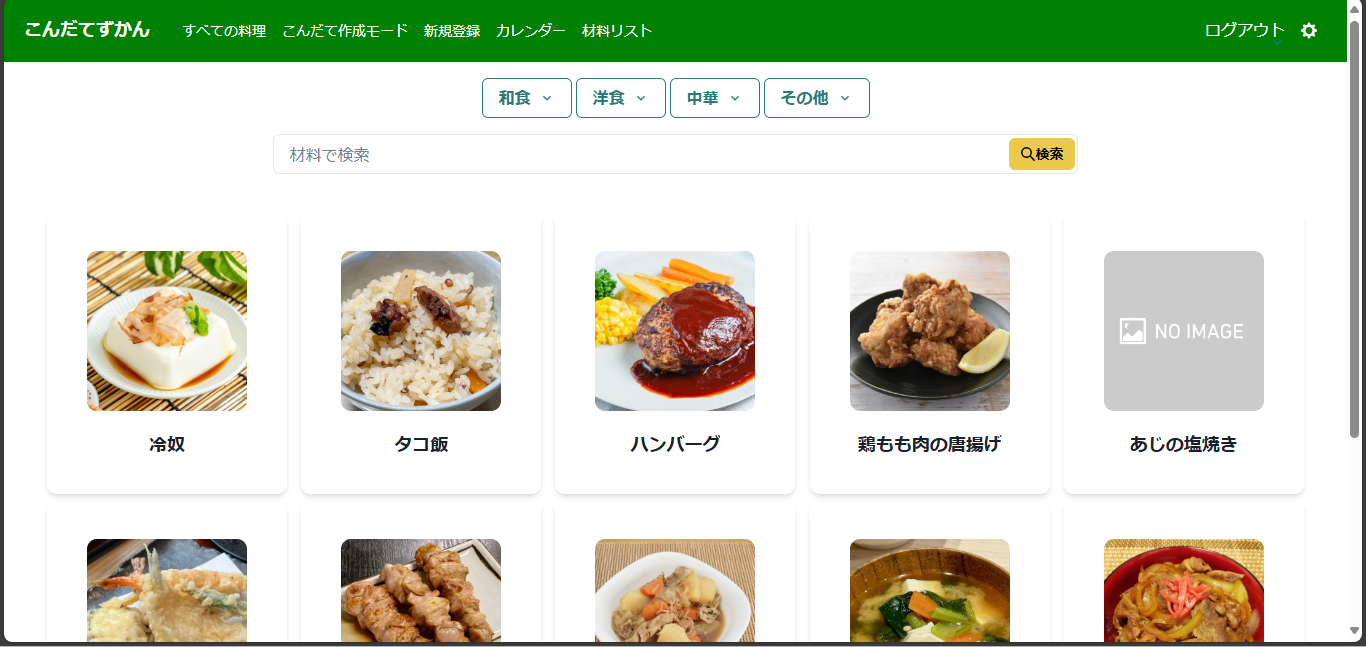 こんだてずかん すべての料理 こんだて作成モード 新規登録 カレンダー 材料リスト ログアウト
和食 洋食 中華 その他
材料で検索 検索
NO IMAGE
冷奴 タコ飯 ハンバーグ 鶏もも肉の唐揚げ あじの塩焼き